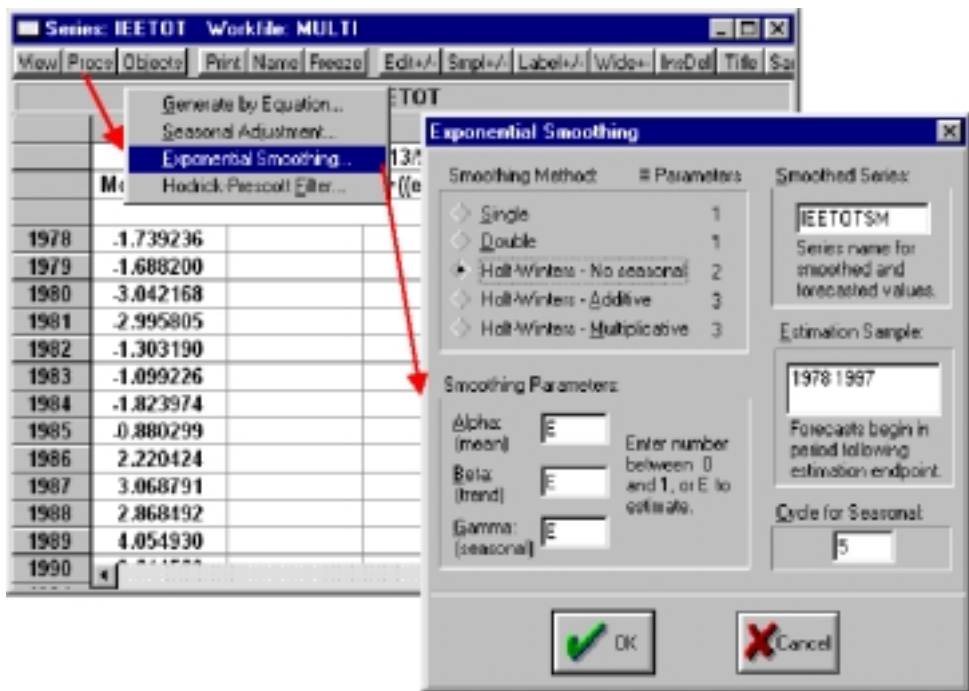 Series: IEETOT Workfile: MULTI
View Procs Objects Print Name Freeze Edit+/- Smpl+/- Label+/- Wide+- InsDel Title
ETOT
Generate by Equation...
Seasonal Adjustment...
Exponential Smoothing...
Hodrick-Prescott Filter...
1978 -1.739236
1979 -1.688200
1980 -3.042168
1981 -2.995805
1982 -1.303190
1983 -1.099226
1984 -1.823974
1985 -0.880299
1986 2.220424
1987 3.068791
1988 2.868492
1989 4.054930
1990
Exponential Smoothing
Smoothing Method: # Parameters
Single 1
Double 1
Holt-Winters - No seasonal 2
Holt-Winters - Additive 3
Holt-Winters - Multiplicative 3
Smoothing Parameters:
Alpha: (mean) E
Beta: (trend) E
Gamma: (seasonal) E
Enter number
between 0
and 1, or E to
estimate.
Smoothed Series:
IEETOTSM
Series name for
smoothed and
forecasted values.
Estimation Sample:
1978 1997
Forecasts begin in
period following
estimation endpoint.
Cycle for Seasonal:
5
OK
Cancel